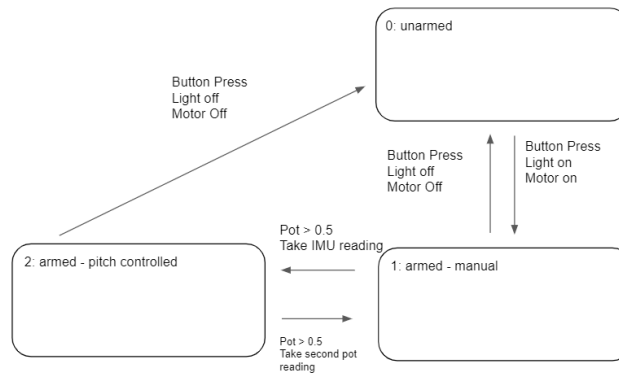 0: unarmed
Button Press
Light off
Motor Off
Button Press
Light off
Motor Off
Button Press
Light on
Motor on
Pot > 0.5
Take IMU reading
2: armed - pitch controlled
1: armed - manual
Pot > 0.5
Take second pot
reading